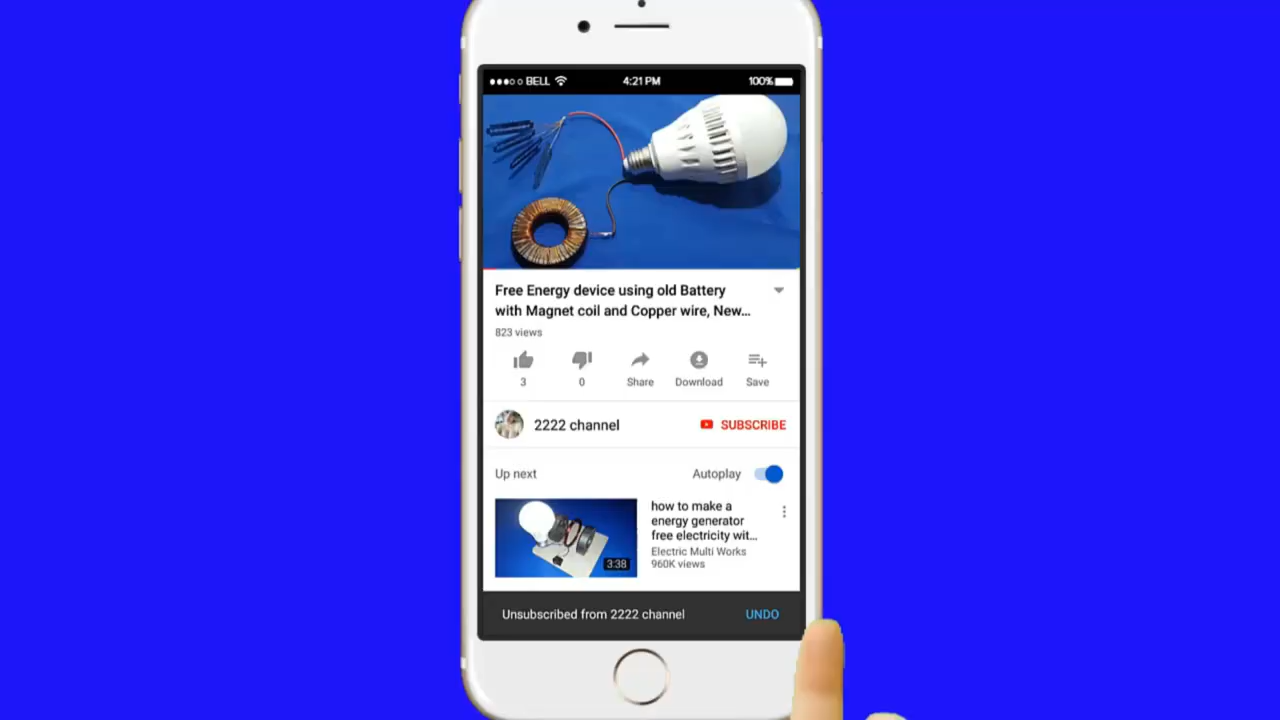 BELL 4:21 PM 100%
Free Energy device using old Battery
with Magnet coil and Copper wire, New...
823 views
3 0 Share Download Save
2222 channel SUBSCRIBE
Up next Autoplay
how to make a
energy generator
free electricity wit...
Electric Multi Works
960K views
3:38
Unsubscribed from 2222 channel UNDO